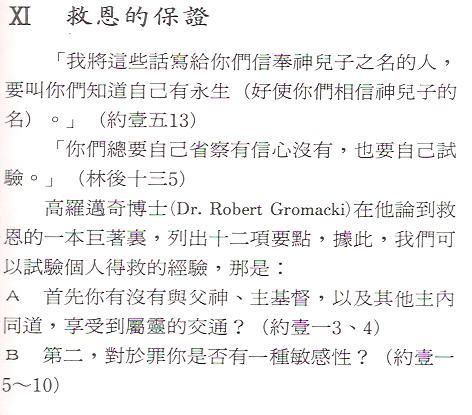 Ⅺ 救恩的保證
「我將這些話寫給你們信奉神兒子之名的人，
要叫你們知道自己有永生（好使你們相信神兒子的
名）。」（約壹五13）
「你們總要自己省察有信心沒有，也要自己試
驗。」（林後十三5）
高羅邁奇博士(Dr. Robert Gromacki)在他論到救
恩的一本巨著裏，列出十二項要點，據此，我們可
以試驗個人得救的經驗，那是：
A 首先你有沒有與父神、主基督，以及其他主內
同道，享受到屬靈的交通？（約壹一3、4）
B 第二，對於罪你是否有一種敏感性？（約壹一
5～10）